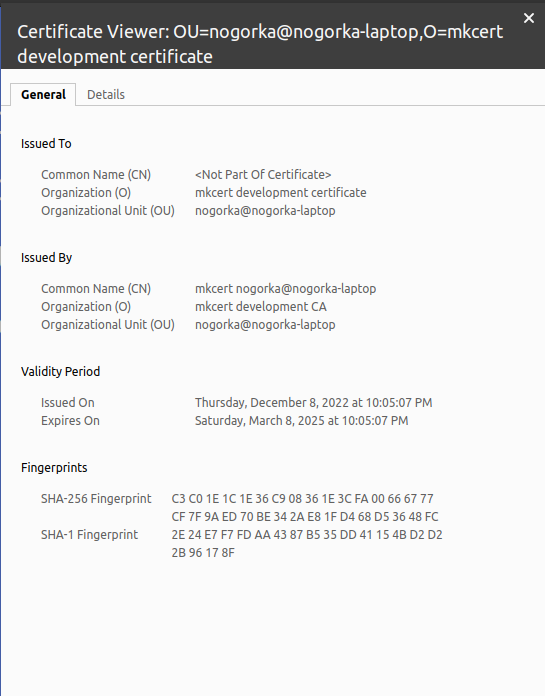 Certificate Viewer: OU=nogorka@nogorka-laptop,O=mkcert
development certificate
General Details
Issued To
Common Name (CN) <Not Part Of Certificate>
Organization (O) mkcert development certificate
Organizational Unit (OU) nogorka@nogorka-laptop
Issued By
Common Name (CN) mkcert nogorka@nogorka-laptop
Organization (O) mkcert development CA
Organizational Unit (OU) nogorka@nogorka-laptop
Validity Period
Issued On Thursday, December 8, 2022 at 10:05:07 PM
Expires On Saturday, March 8, 2025 at 10:05:07 PM
Fingerprints
SHA-256 Fingerprint C3 C0 1E 1C 1E 36 C9 08 36 1E 3C FA 00 66 67 77
CF 7F 9A ED 70 BE 34 2A E8 1F D4 68 D5 36 48 FC
SHA-1 Fingerprint 2E 24 E7 F7 FD AA 43 87 B5 35 DD 41 15 4B D2 D2
2B 96 17 8F